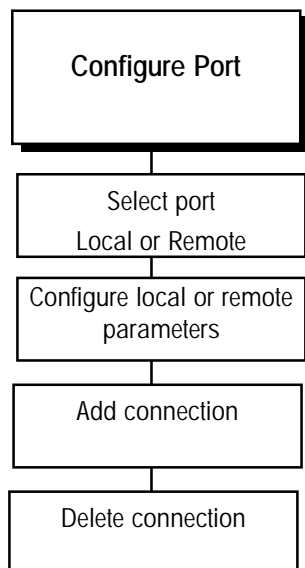 Configure Port
Select port
Local or Remote
Configure local or remote
parameters
Add connection
Delete connection